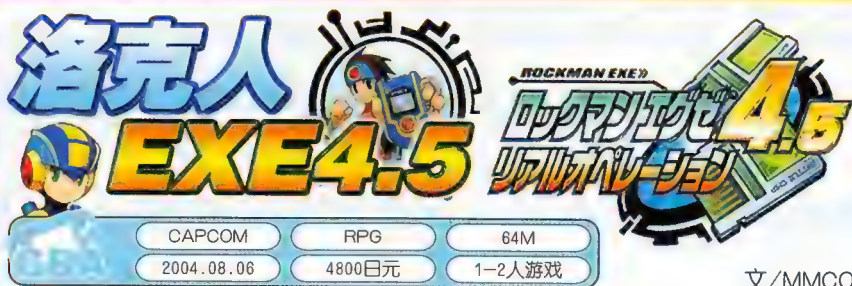 洛克人
EXE4.5
ROCKMAN EXE
ロックマン エグゼ 4.5
リアルオペレーション
CAPCOM
RPG
64M
2004.08.06
4800日元
1-2人游戏
文/MMCO